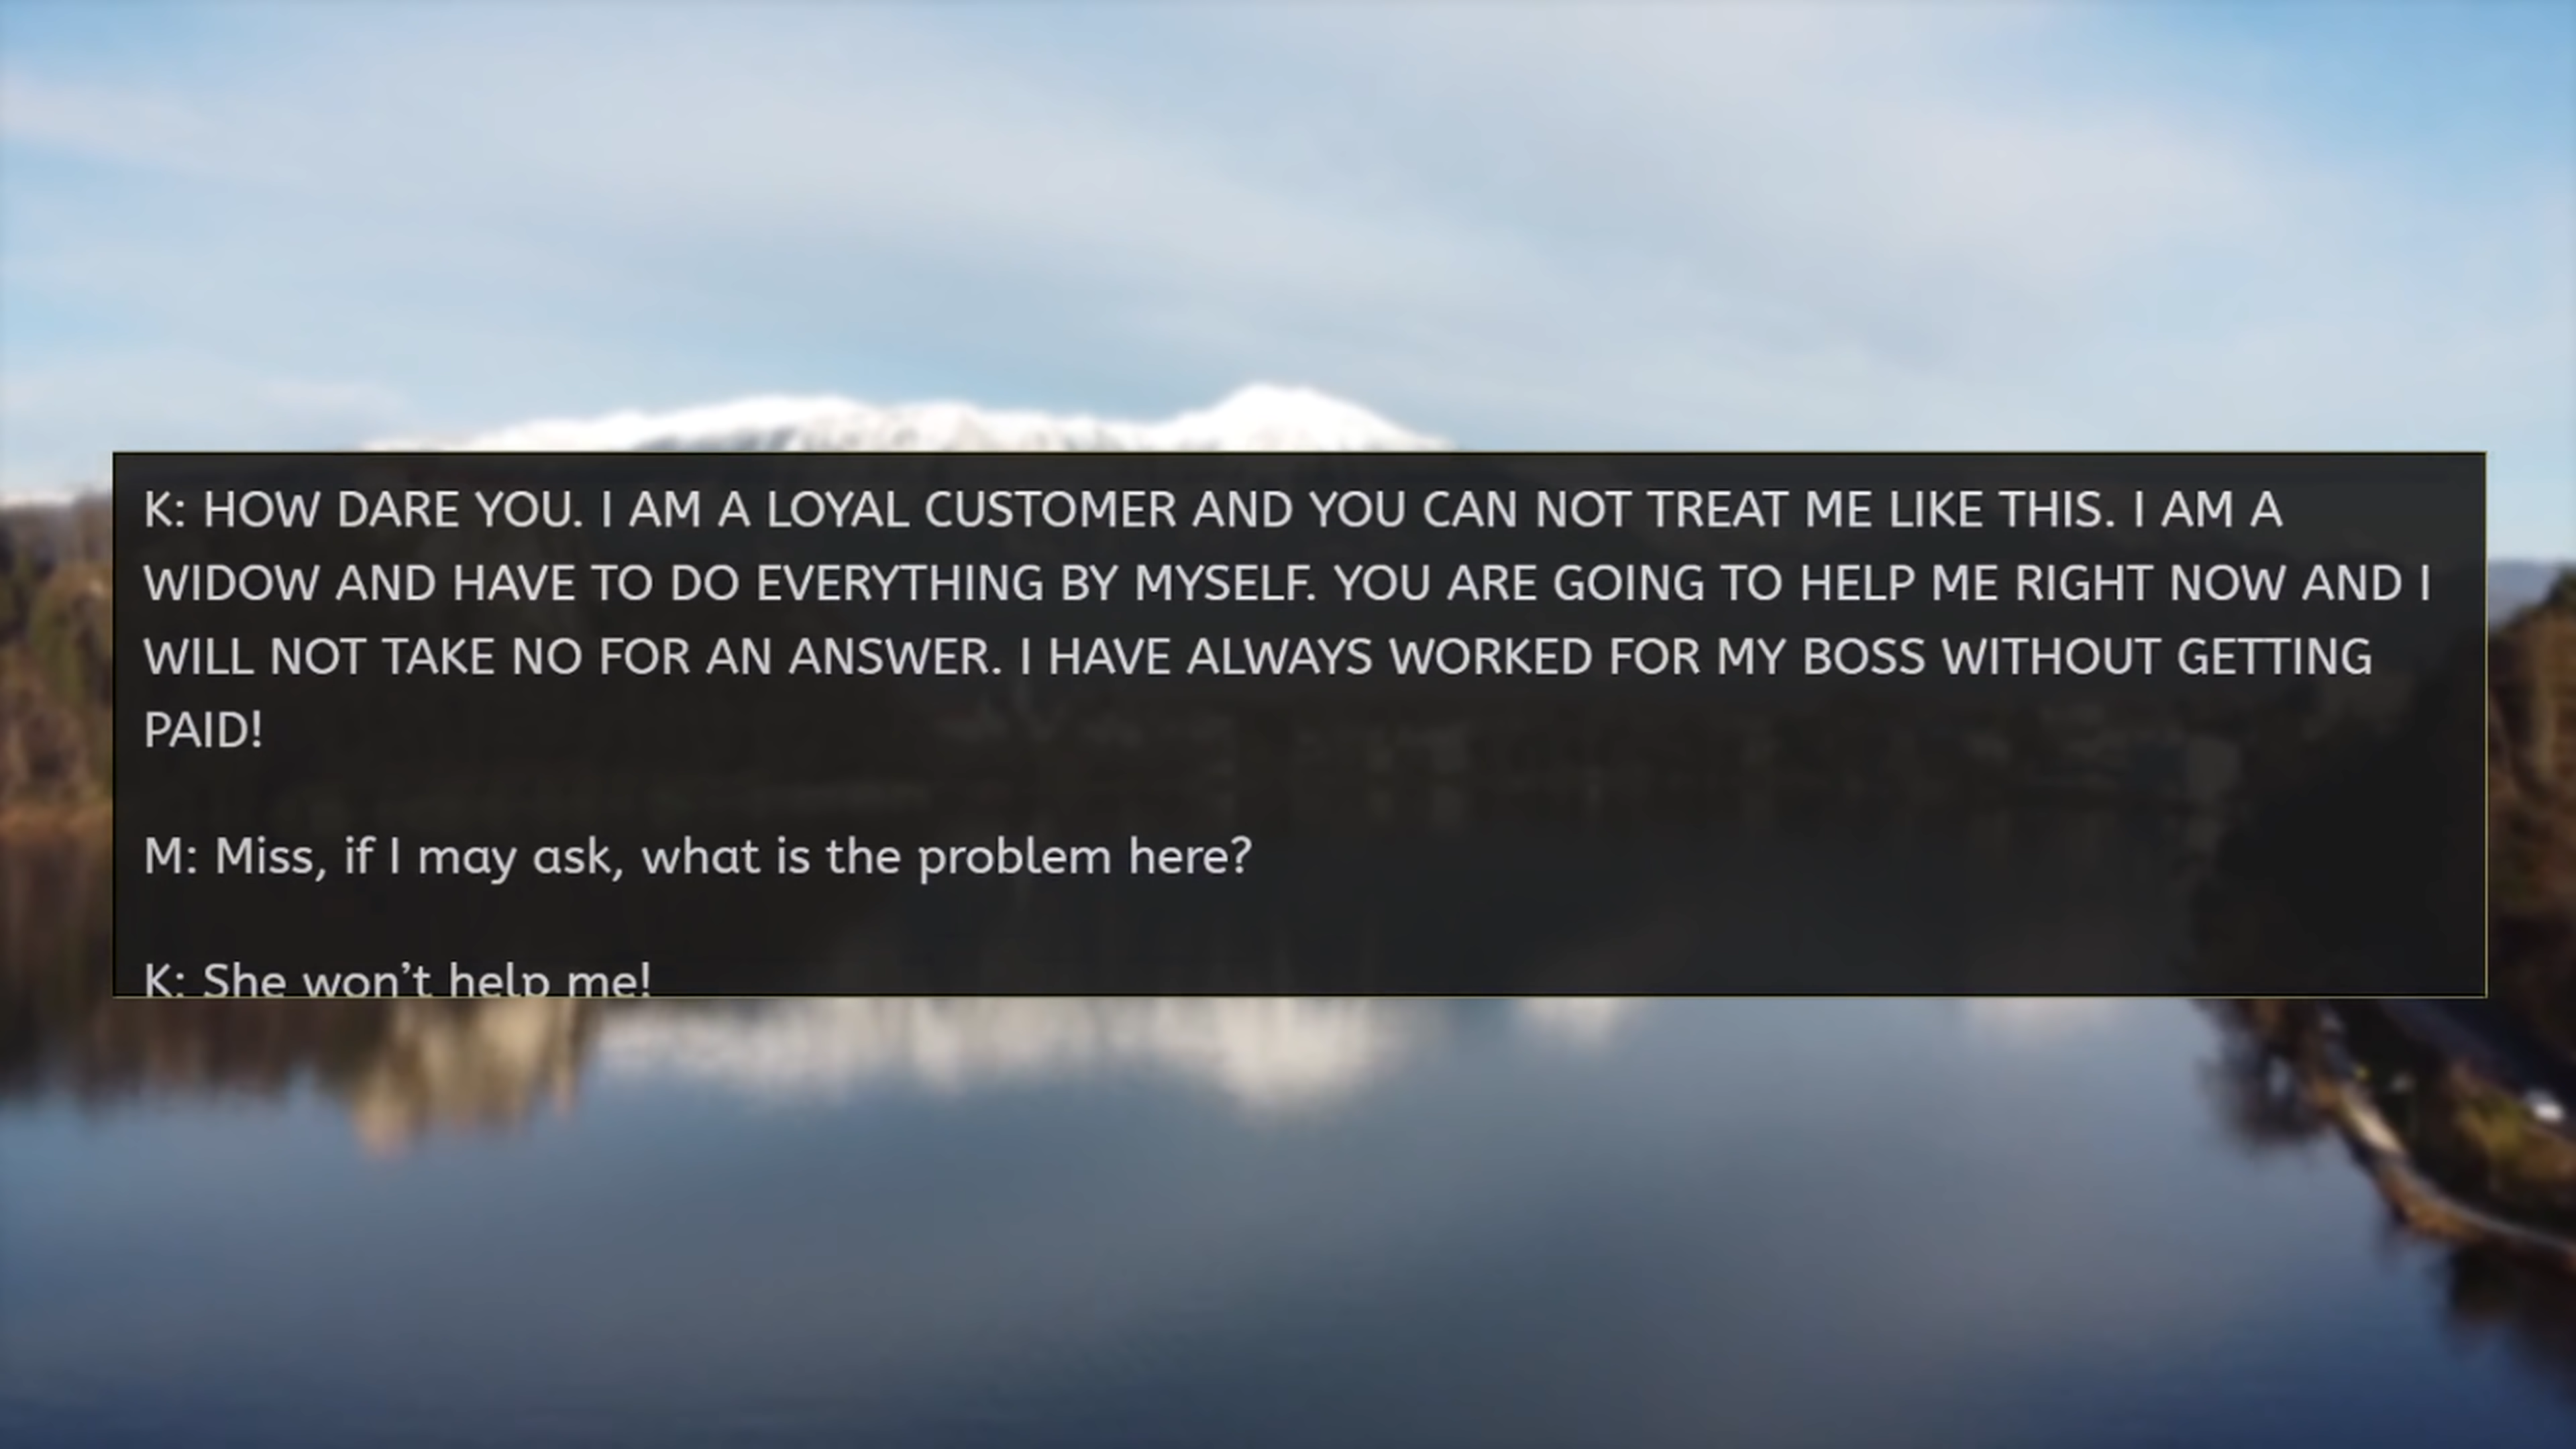 K: HOW DARE YOU. I AM A LOYAL CUSTOMER AND YOU CAN NOT TREAT ME LIKE THIS. I AM A
WIDOW AND HAVE TO DO EVERYTHING BY MYSELF. YOU ARE GOING TO HELP ME RIGHT NOW AND I
WILL NOT TAKE NO FOR AN ANSWER. I HAVE ALWAYS WORKED FOR MY BOSS WITHOUT GETTING
PAID!
M: Miss, if I may ask, what is the problem here?
K: She won’t help me!